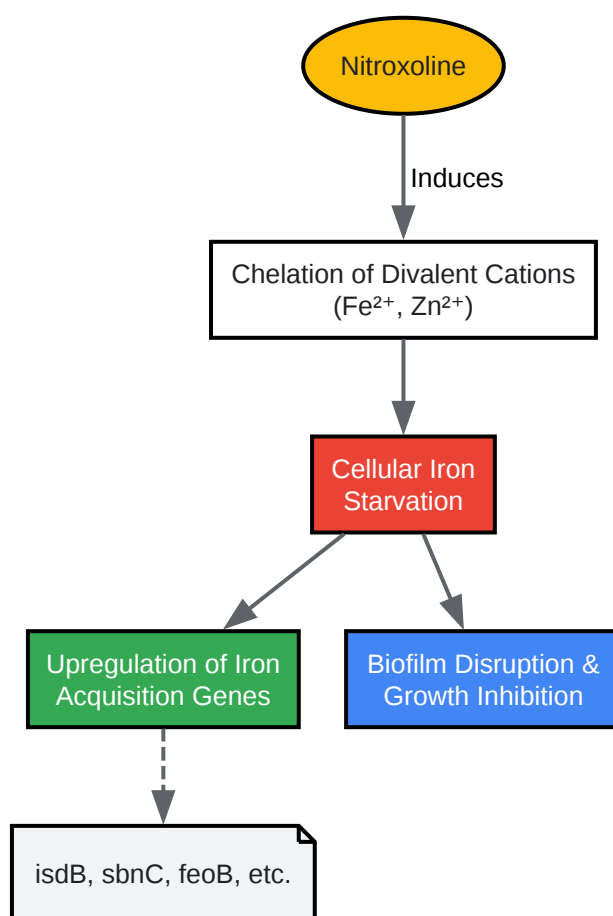 Nitroxoline
Induces
Chelation of Divalent Cations
(Fe²⁺, Zn²⁺)
Cellular Iron
Starvation
Upregulation of Iron
Acquisition Genes
Biofilm Disruption &
Growth Inhibition
isdB, sbnC, feoB, etc.